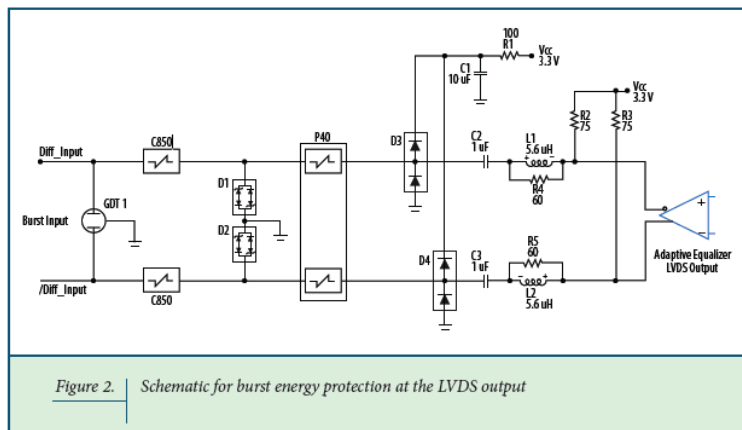 100
R1
Vcc
3.3 V
C1
10 uF
Vcc
3.3 V
C850
P40
D3
C2
1 uF
L1
5.6 uH
+ −
R2
75
R3
75
Diff_Input
R4
60
D1
GDT 1
Burst Input
D2
+
−
Adaptive Equalizer
LVDS Output
D4
C3
1 uF
R5
60
− +
L2
5.6 uH
/Diff_Input
C850
Figure 2. Schematic for burst energy protection at the LVDS output